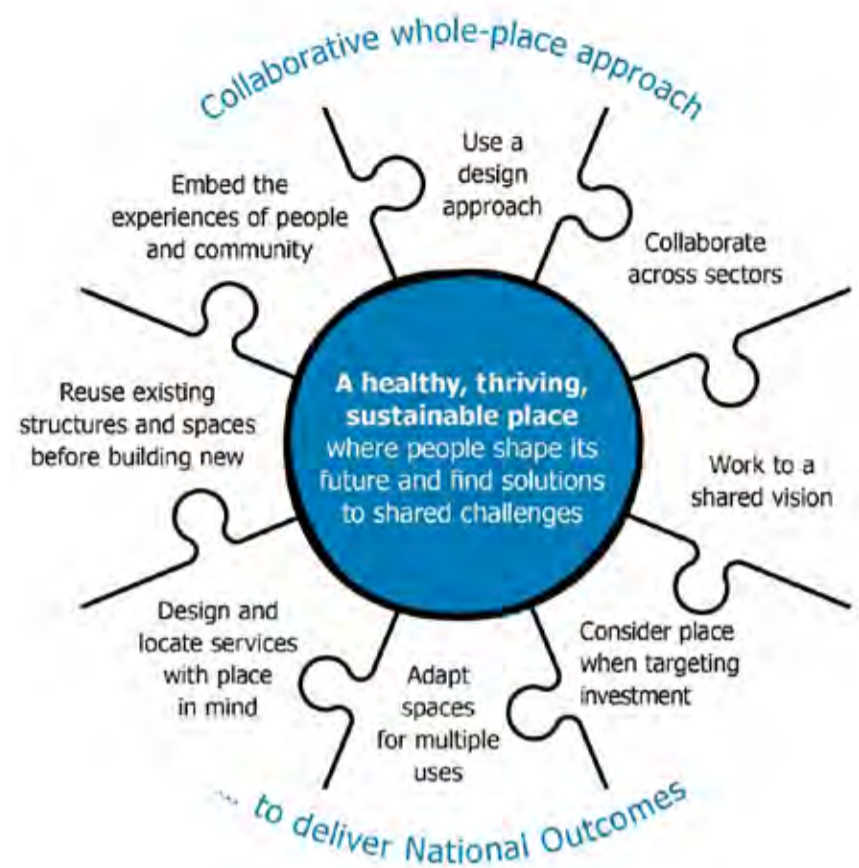 Collaborative whole-place approach
Use a
design
approach
Collaborate
across sectors
Work to a
shared vision
Consider place
when targeting
investment
Adapt
spaces
for multiple
uses
Design and
locate services
with place
in mind
Reuse existing
structures and spaces
before building new
Embed the
experiences of people
and community
A healthy, thriving,
sustainable place
where people shape its
future and find solutions
to shared challenges
... to deliver National Outcomes